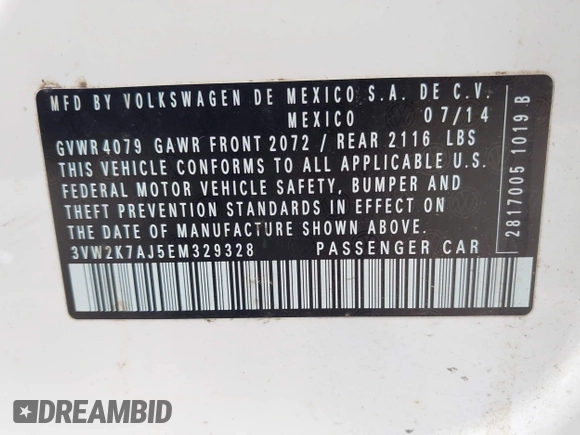 MFD BY VOLKSWAGEN DE MEXICO S.A. DE C.V.
MEXICO 07/14
GVWR 4079 GAWR FRONT 2072 / REAR 2116 LBS
THIS VEHICLE CONFORMS TO ALL APPLICABLE U.S.
FEDERAL MOTOR VEHICLE SAFETY, BUMPER AND
THEFT PREVENTION STANDARDS IN EFFECT ON
THE DATE OF MANUFACTURE SHOWN ABOVE.
3VW2K7AJ5EM329328 PASSENGER CAR
2817005 1019 B
DREAMBID